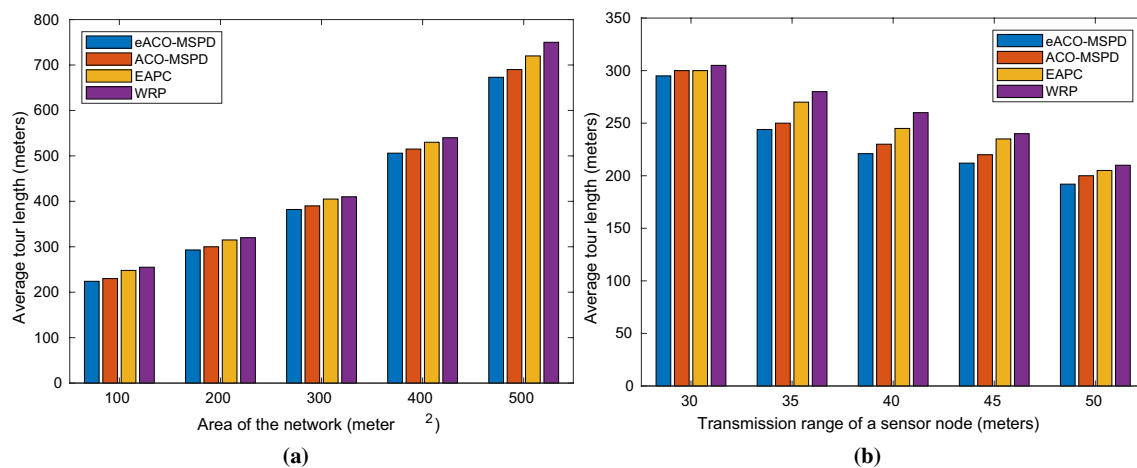 800
700
600
500
400
300
200
100
0
Average tour length (meters)
eACO-MSPD
ACO-MSPD
EAPC
WRP
100 200 300 400 500
Area of the network (meter 2)
(a)
350
300
250
200
150
100
50
0
Average tour length (meters)
eACO-MSPD
ACO-MSPD
EAPC
WRP
30 35 40 45 50
Transmission range of a sensor node (meters)
(b)